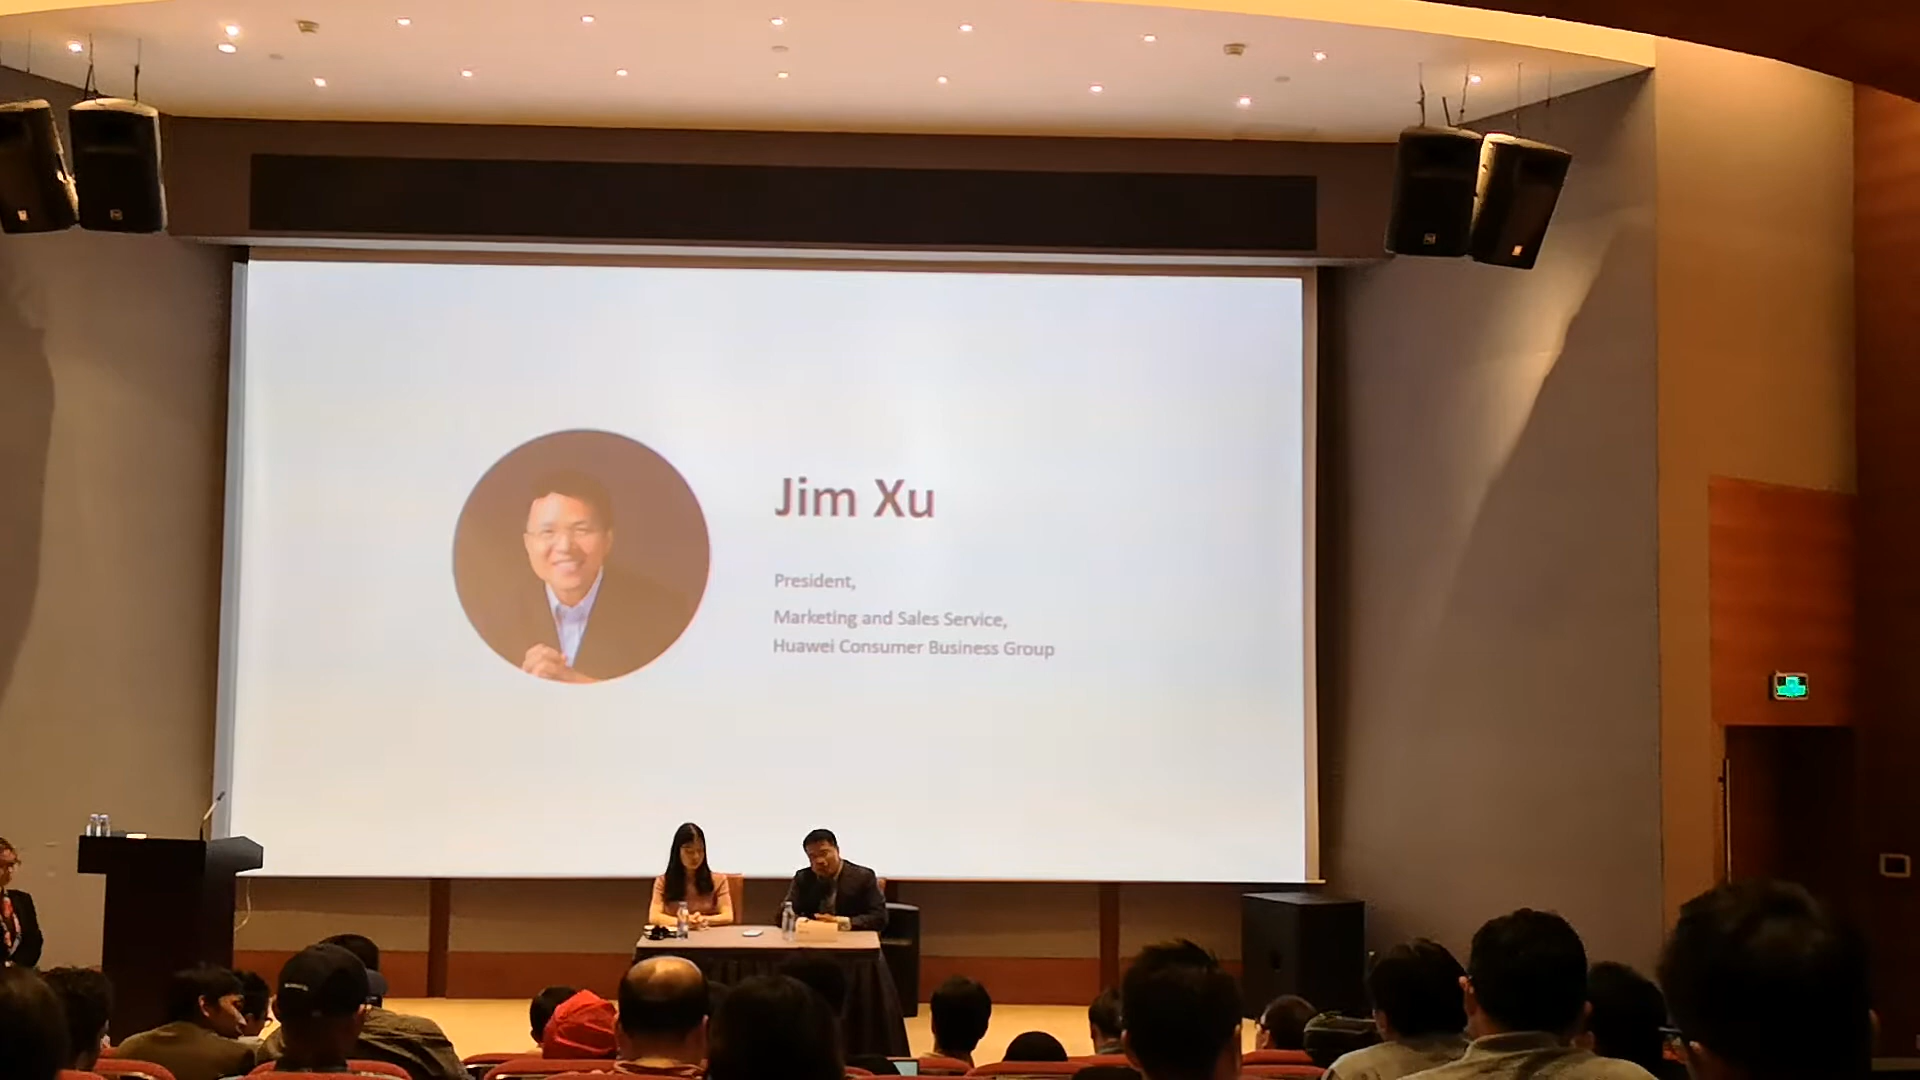 Jim Xu
President,
Marketing and Sales Service,
Huawei Consumer Business Group